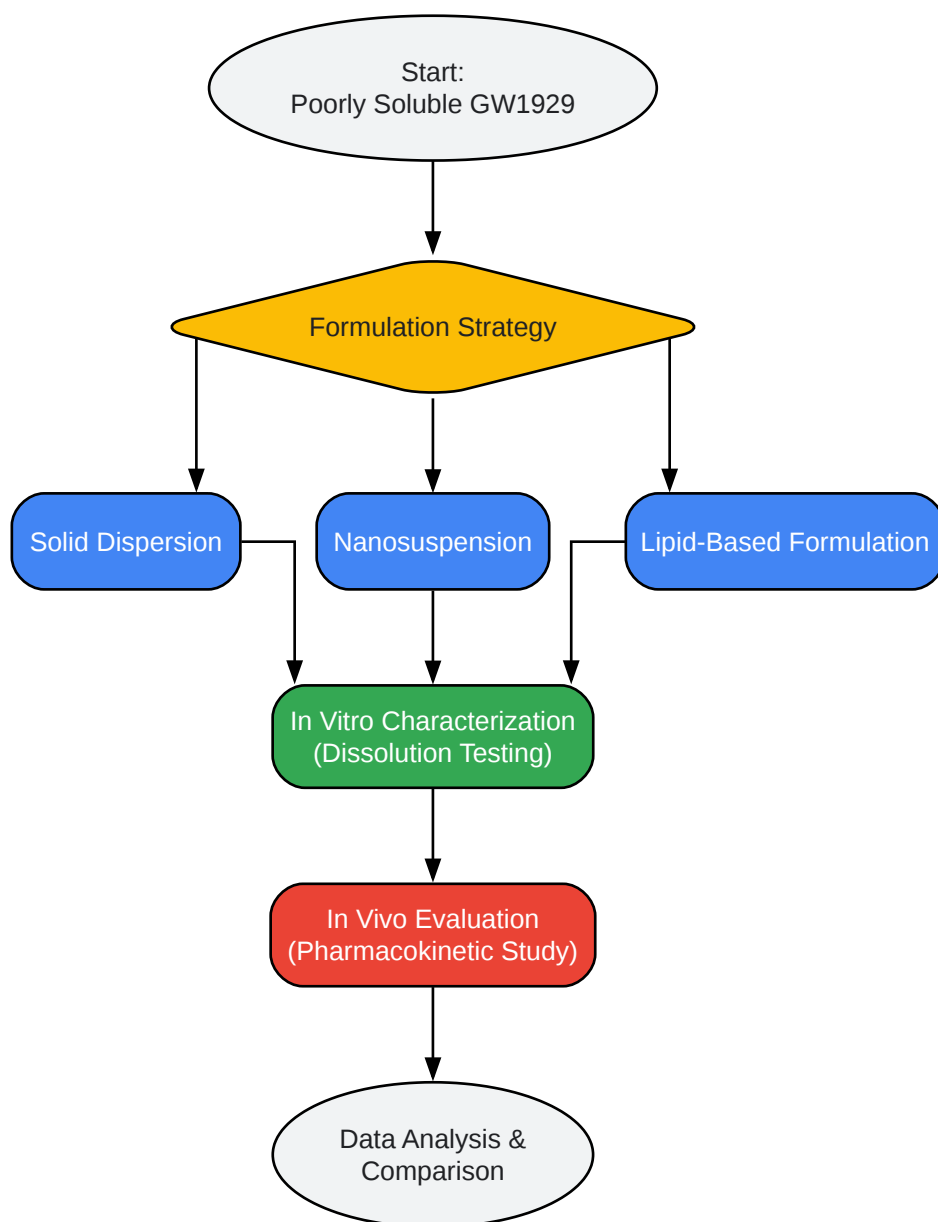 Start:
Poorly Soluble GW1929
Formulation Strategy
Solid Dispersion
Nanosuspension
Lipid-Based Formulation
In Vitro Characterization
(Dissolution Testing)
In Vivo Evaluation
(Pharmacokinetic Study)
Data Analysis &
Comparison